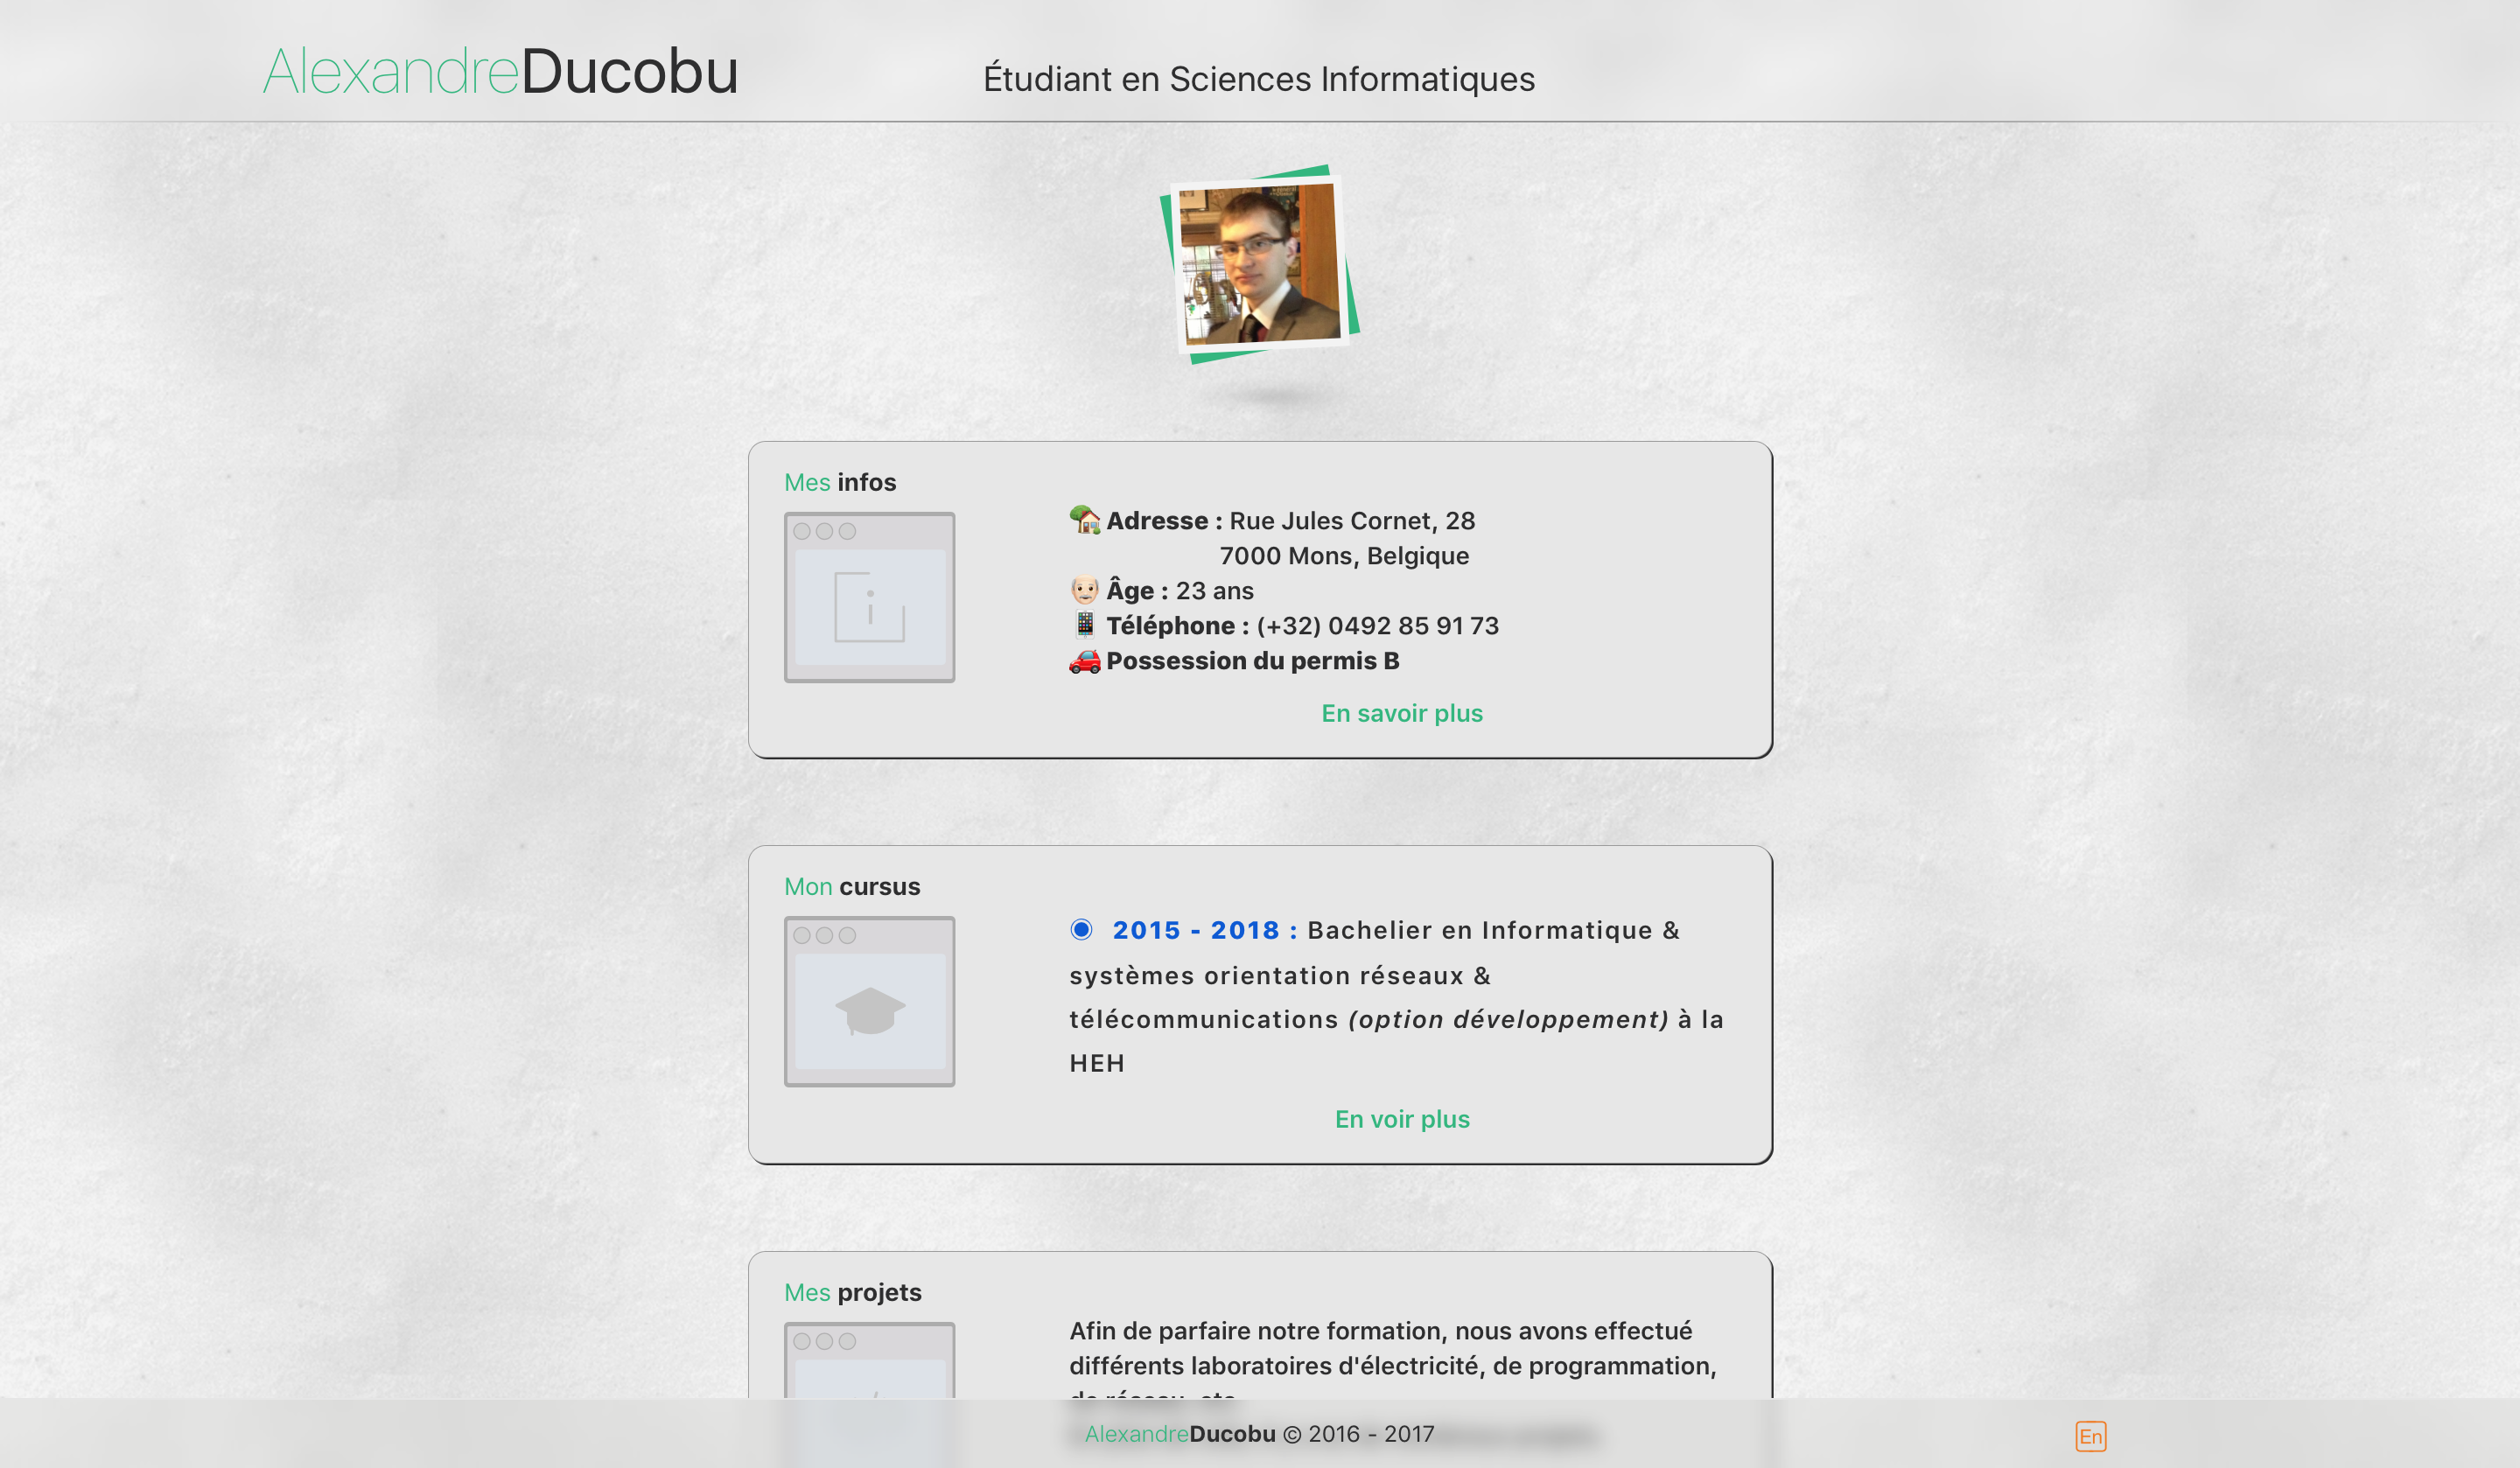 AlexandreDucobu
Étudiant en Sciences Informatiques
Mes infos
Adresse : Rue Jules Cornet, 28
7000 Mons, Belgique
Âge : 23 ans
Téléphone : (+32) 0492 85 91 73
Possession du permis B
En savoir plus
Mon cursus
2015 - 2018 : Bachelier en Informatique &
systèmes orientation réseaux &
télécommunications (option développement) à la
HEH
En voir plus
Mes projets
Afin de parfaire notre formation, nous avons effectué
différents laboratoires d'électricité, de programmation,
de réseau, etc
AlexandreDucobu © 2016 - 2017
En